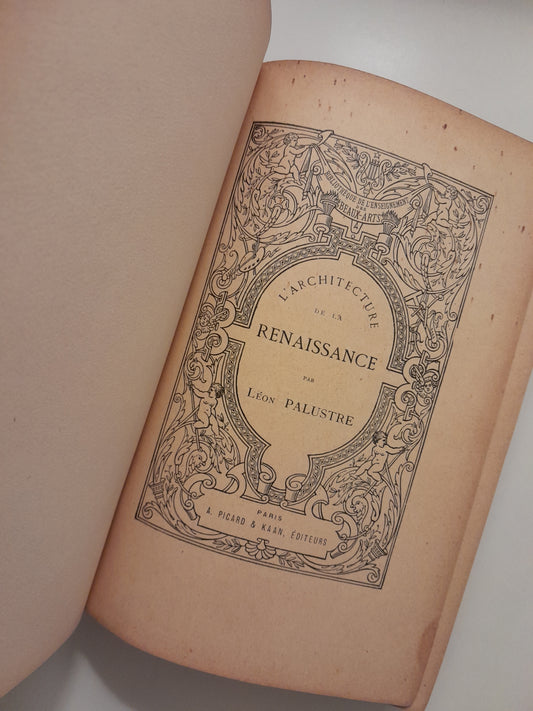 BIBLIOTHÈQUE DE L'ENSEIGNEMENT
DES
BEAUX-ARTS
L'ARCHITECTURE
DE LA
RENAISSANCE
PAR
LÉON PALUSTRE
PARIS
A. PICARD & KAAN, ÉDITEURS